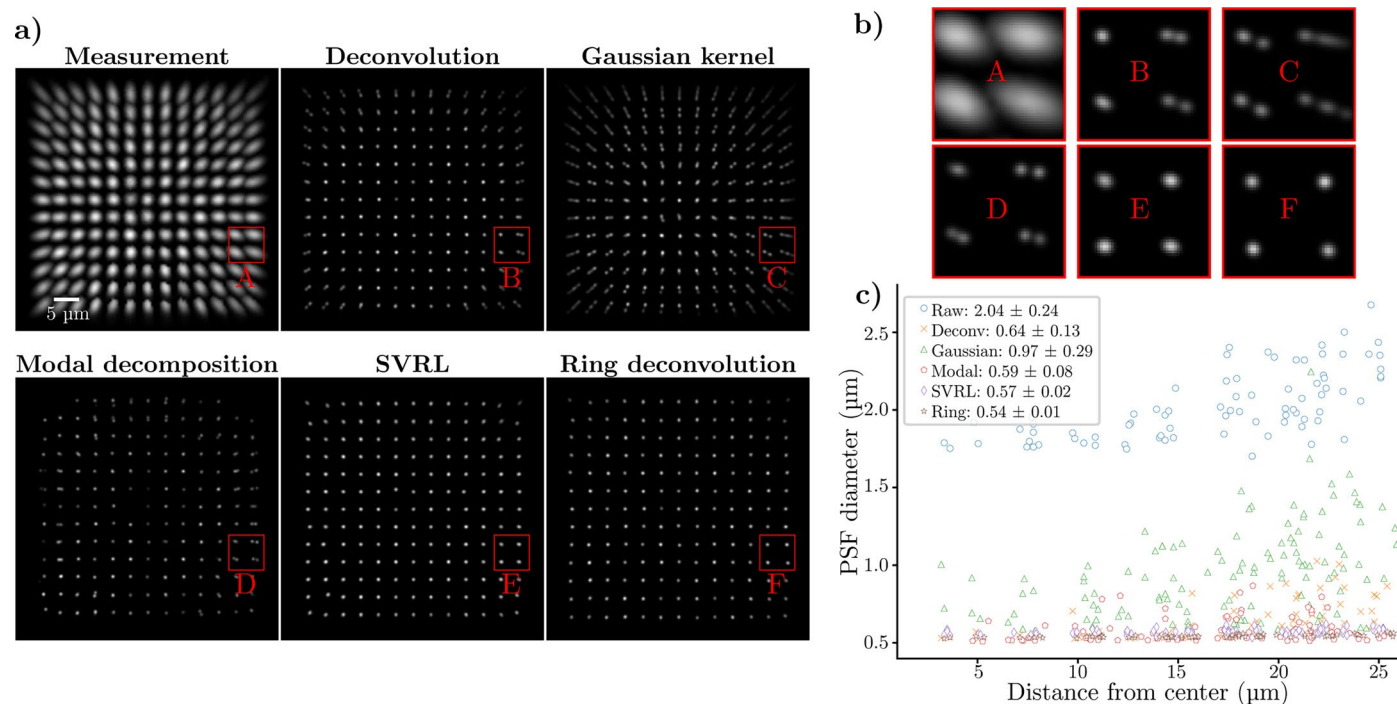 a)
Measurement
Deconvolution
Gaussian kernel
A
B
C
5 µm
Modal decomposition
SVRL
Ring deconvolution
D
E
F
b)
A
B
C
D
E
F
c)
Raw: 2.04 ± 0.24
Deconv: 0.64 ± 0.13
Gaussian: 0.97 ± 0.29
Modal: 0.59 ± 0.08
SVRL: 0.57 ± 0.02
Ring: 0.54 ± 0.01
PSF diameter (µm)
2.5
2.0
1.5
1.0
0.5
5
10
15
20
25
Distance from center (µm)